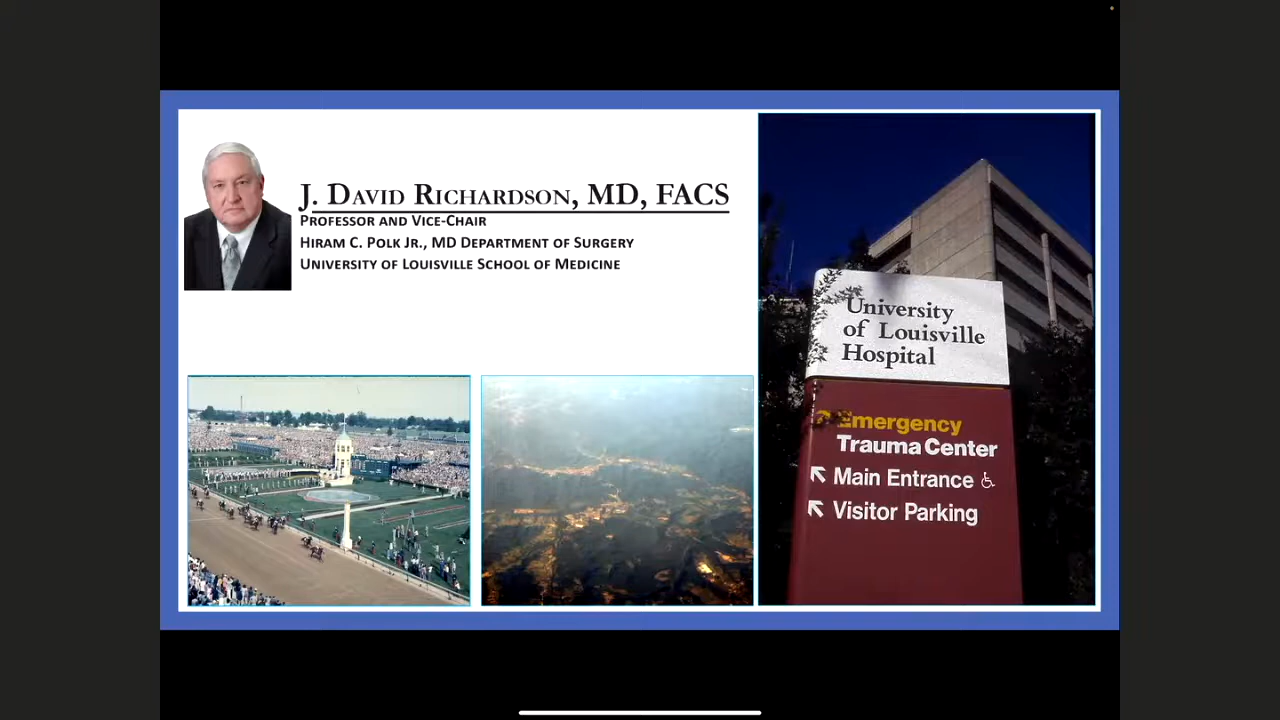 J. David Richardson, MD, FACS
Professor and Vice-Chair
Hiram C. Polk Jr., MD Department of Surgery
University of Louisville School of Medicine
University
of Louisville
Hospital
Emergency
Trauma Center
Main Entrance
Visitor Parking